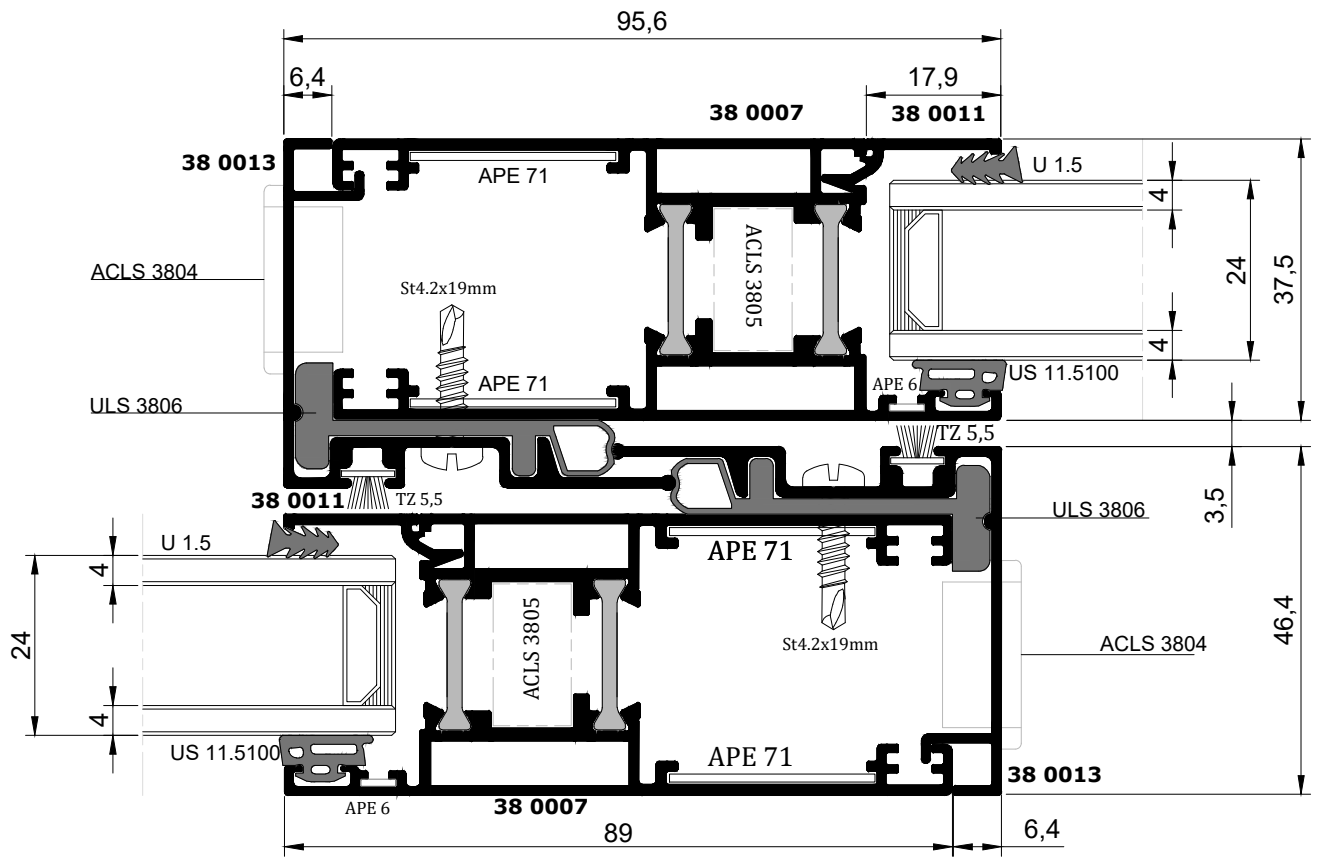 95,6
6,4
17,9
38 0007
38 0011
38 0013
APE 71
U 1.5
4
ACLS 3804
ACLS 3805
24
37,5
St4.2x19mm
4
APE 71
APE 6
US 11.5100
ULS 3806
TZ 5,5
38 0011
TZ 5,5
3,5
ULS 3806
U 1.5
APE 71
4
24
ACLS 3805
St4.2x19mm
ACLS 3804
46,4
4
US 11.5100
APE 71
38 0013
APE 6
38 0007
89
6,4